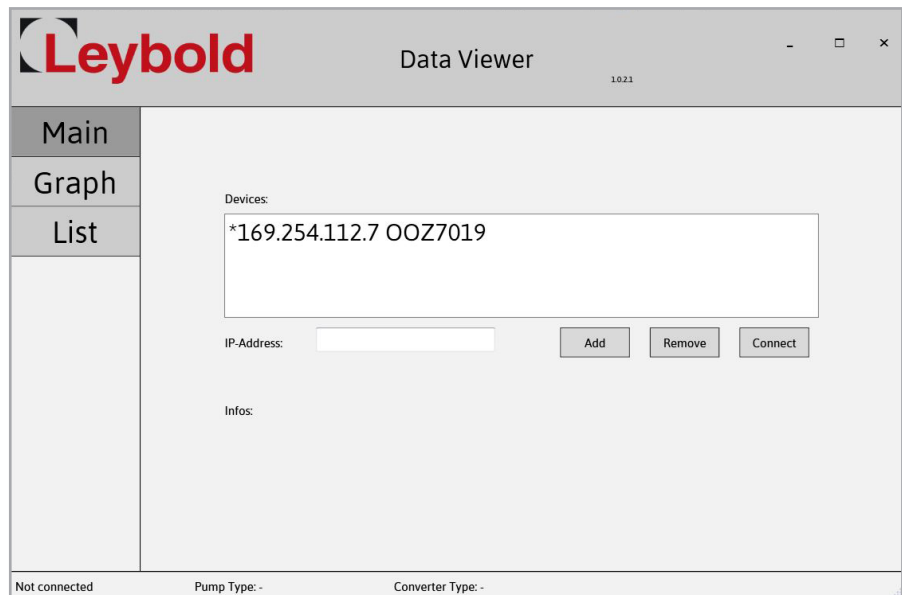 Leybold
Data Viewer
1.0.2.1
Main
Graph
List
Devices:
*169.254.112.7 OOZ7019
IP-Address:
Add
Remove
Connect
Infos:
Not connected
Pump Type: -
Converter Type: -